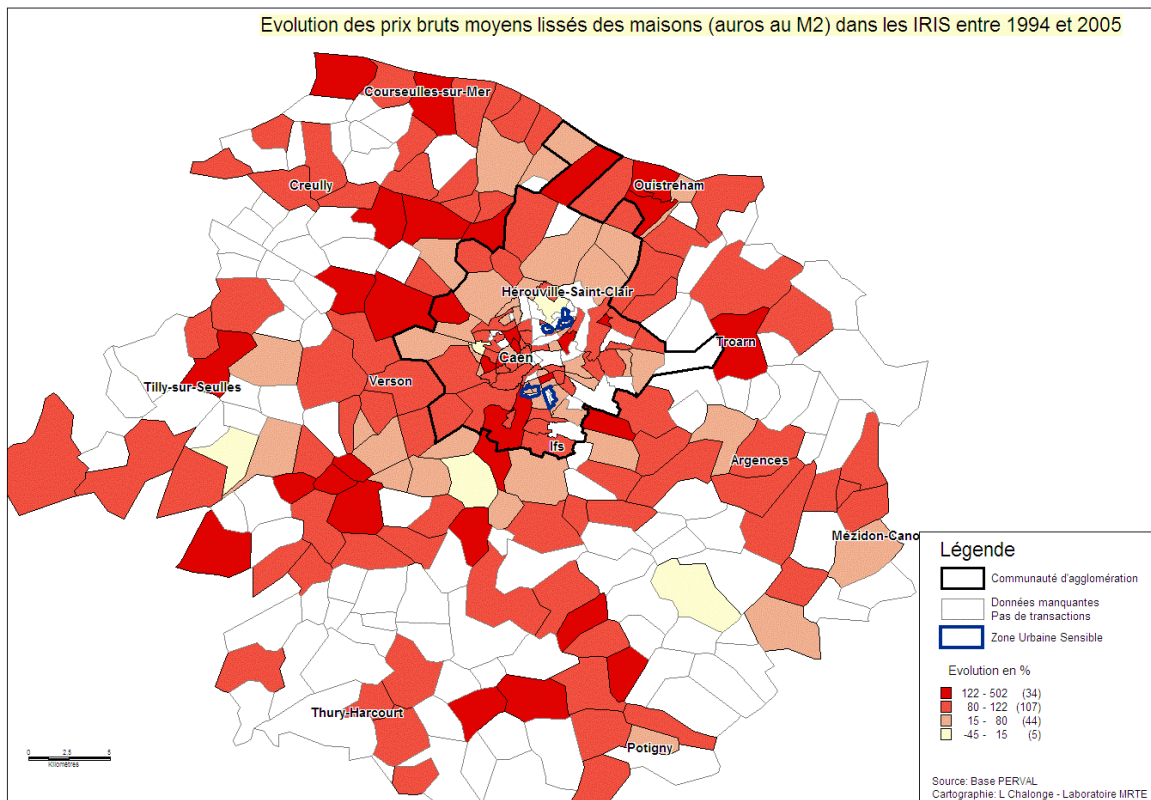 Evolution des prix bruts moyens lissés des maisons (auros au M2) dans les IRIS entre 1994 et 2005
Courseulles-sur-Mer
Creully
Ouistreham
Hérouville-Saint-Clair
Troarn
Caen
Tilly-sur-Seulles
Verson
Ifs
Argences
Mézidon-Cano
Thury-Harcourt
Potigny
0 2,5 5
Kilomètres
Légende
Communauté d'agglomération
Données manquantes
Pas de transactions
Zone Urbaine Sensible
Evolution en %
122 - 502 (34)
80 - 122 (107)
15 - 80 (44)
-45 - 15 (5)
Source: Base PERVAL
Cartographie: L Chalonge - Laboratoire MRTE